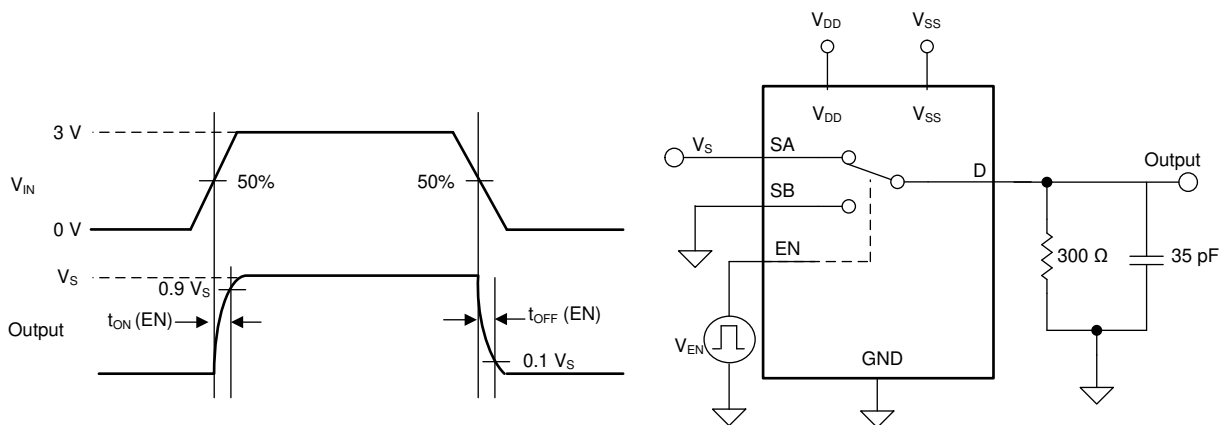 3 V
V_IN
50%
50%
0 V
V_S
0.9 V_S
Output
t_ON (EN)
t_OFF (EN)
0.1 V_S
V_DD
V_SS
V_DD
V_SS
V_S
SA
SB
EN
D
Output
300 Ω
35 pF
V_EN
GND